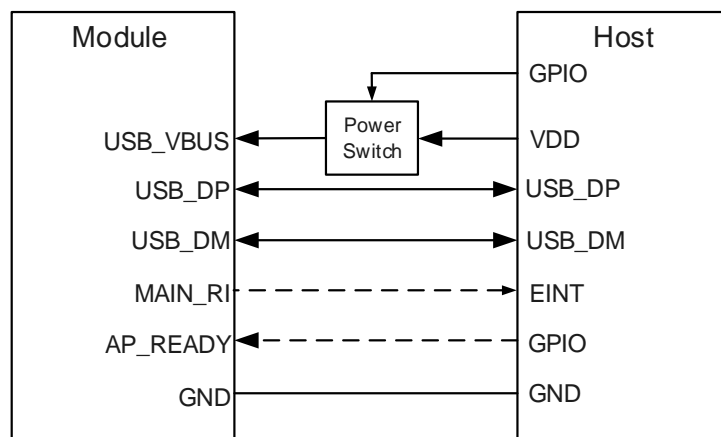 Module
Host
GPIO
Power
Switch
USB_VBUS
VDD
USB_DP
USB_DP
USB_DM
USB_DM
MAIN_RI
EINT
AP_READY
GPIO
GND
GND